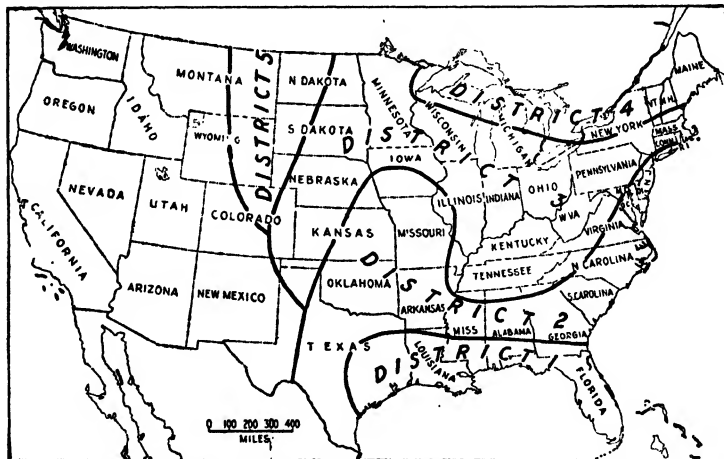 WASHINGTON
OREGON
IDAHO
MONTANA
WYOMING
NEVADA
UTAH
COLORADO
CALIFORNIA
ARIZONA
NEW MEXICO
DISTRICT 5
N DAKOTA
S DAKOTA
NEBRASKA
KANSAS
OKLAHOMA
TEXAS
MINNESOTA
IOWA
MISSOURI
ARKANSAS
LOUISIANA
WISCONSIN
MICHIGAN
ILLINOIS
INDIANA
OHIO
KENTUCKY
TENNESSEE
MISS
ALABAMA
GEORGIA
FLORIDA
S.CAROLINA
N CAROLINA
VIRGINIA
W.VA
PENNSYLVANIA
NEW YORK
VT
N.H.
MAINE
MASS
CONN
N.J.
DISTRICT 4
DISTRICT 3
DISTRICT 2
DISTRICT 1
0 100 200 300 400
MILES